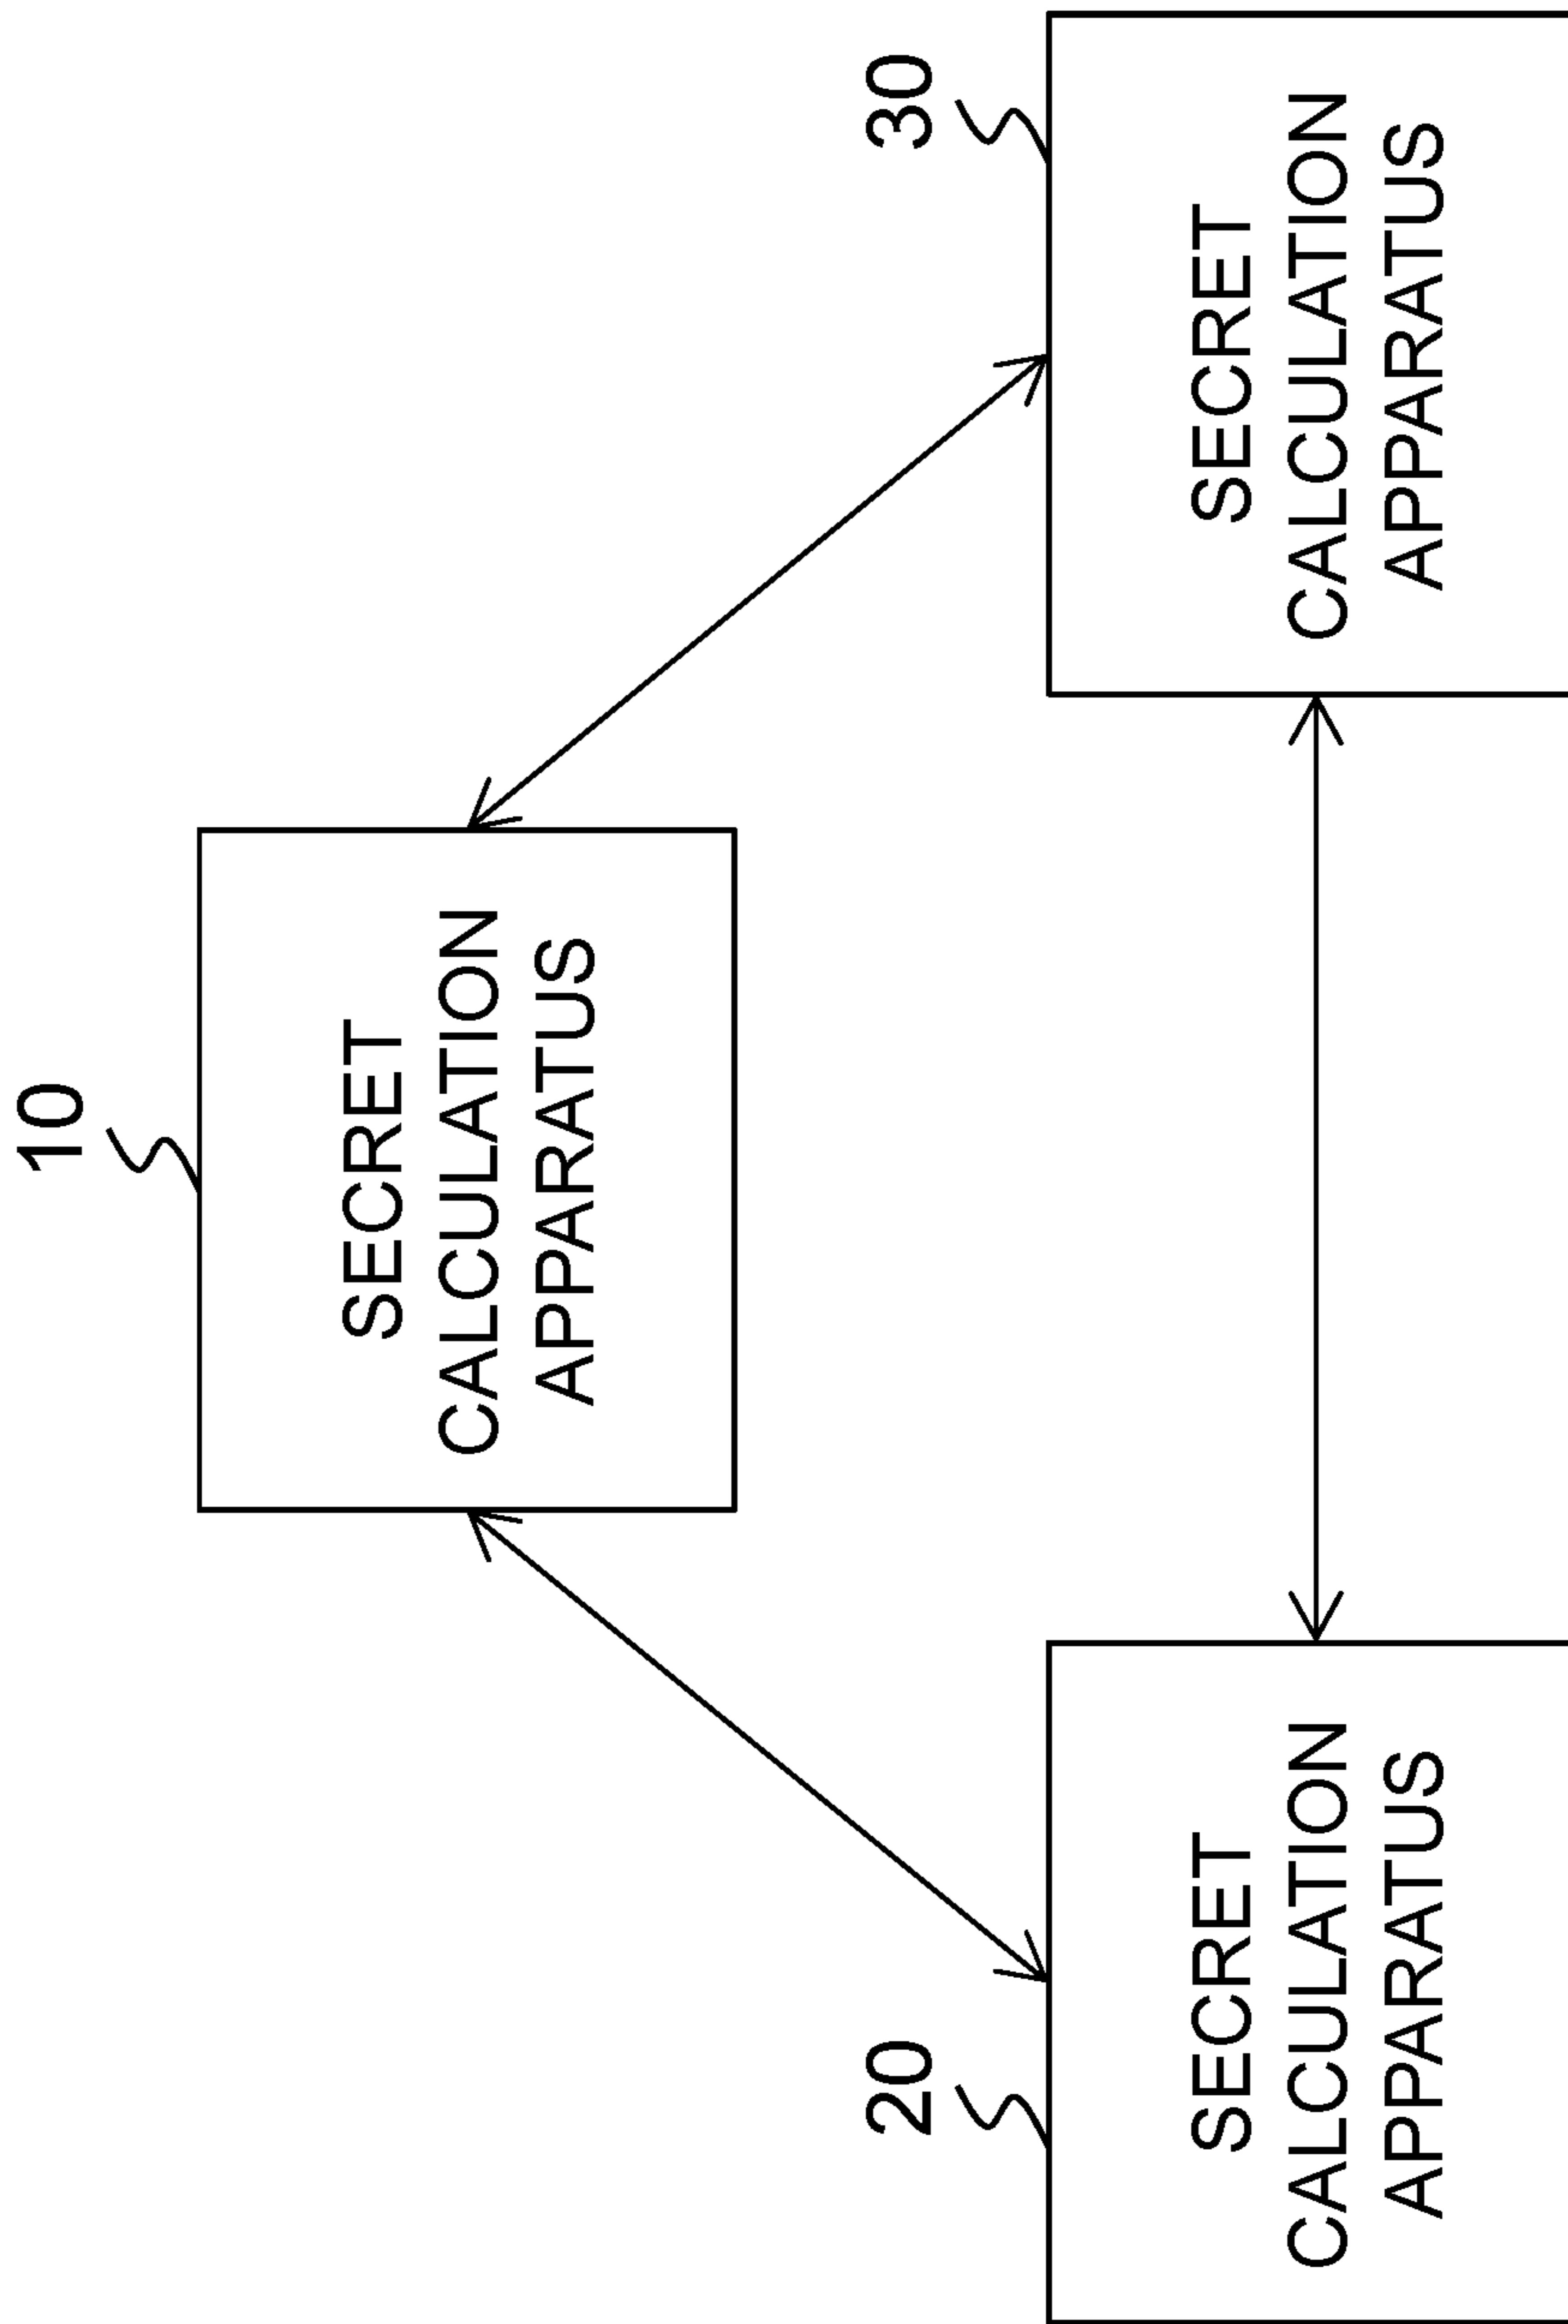 10
SECRET
CALCULATION
APPARATUS
20
SECRET
CALCULATION
APPARATUS
30
SECRET
CALCULATION
APPARATUS